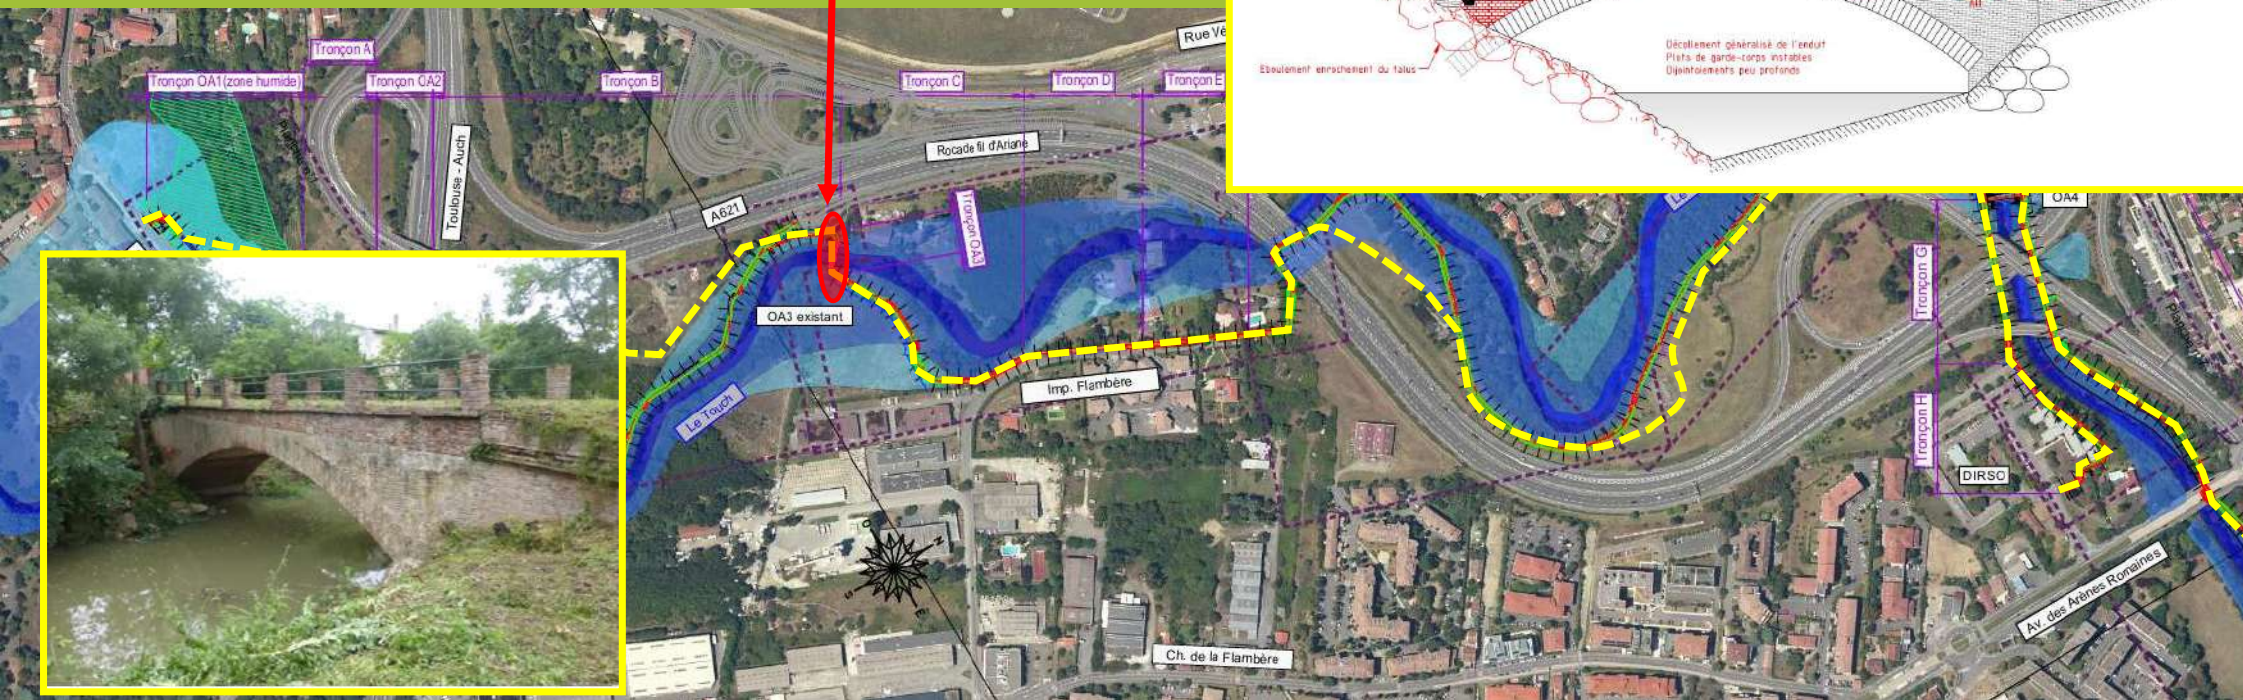 Décollement généralisé de l'enduit
Plots de garde-corps instables
Dijointoiements peu profonds
Eboulement enrochement du talus
Rue Vé
Tronçon A
Tronçon OA1(zone humide)
Tronçon OA2
Tronçon B
Tronçon C
Tronçon D
Tronçon E
Toulouse - Auch
Rocade fil d'Ariane
A621
Tronçon OA3
OA3 existant
Le Touch
Imp. Flambère
Le
OA4
Tronçon G
Tronçon H
DIRSO
O
N
S
E
Av. des Arènes Romaines
Ch. de la Flambère